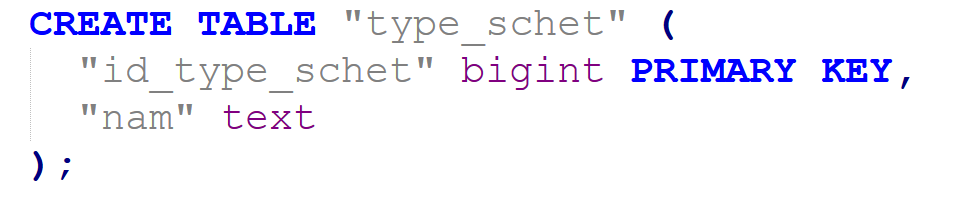 CREATE TABLE "type_schet" (
"id_type_schet" bigint PRIMARY KEY,
"nam" text
);